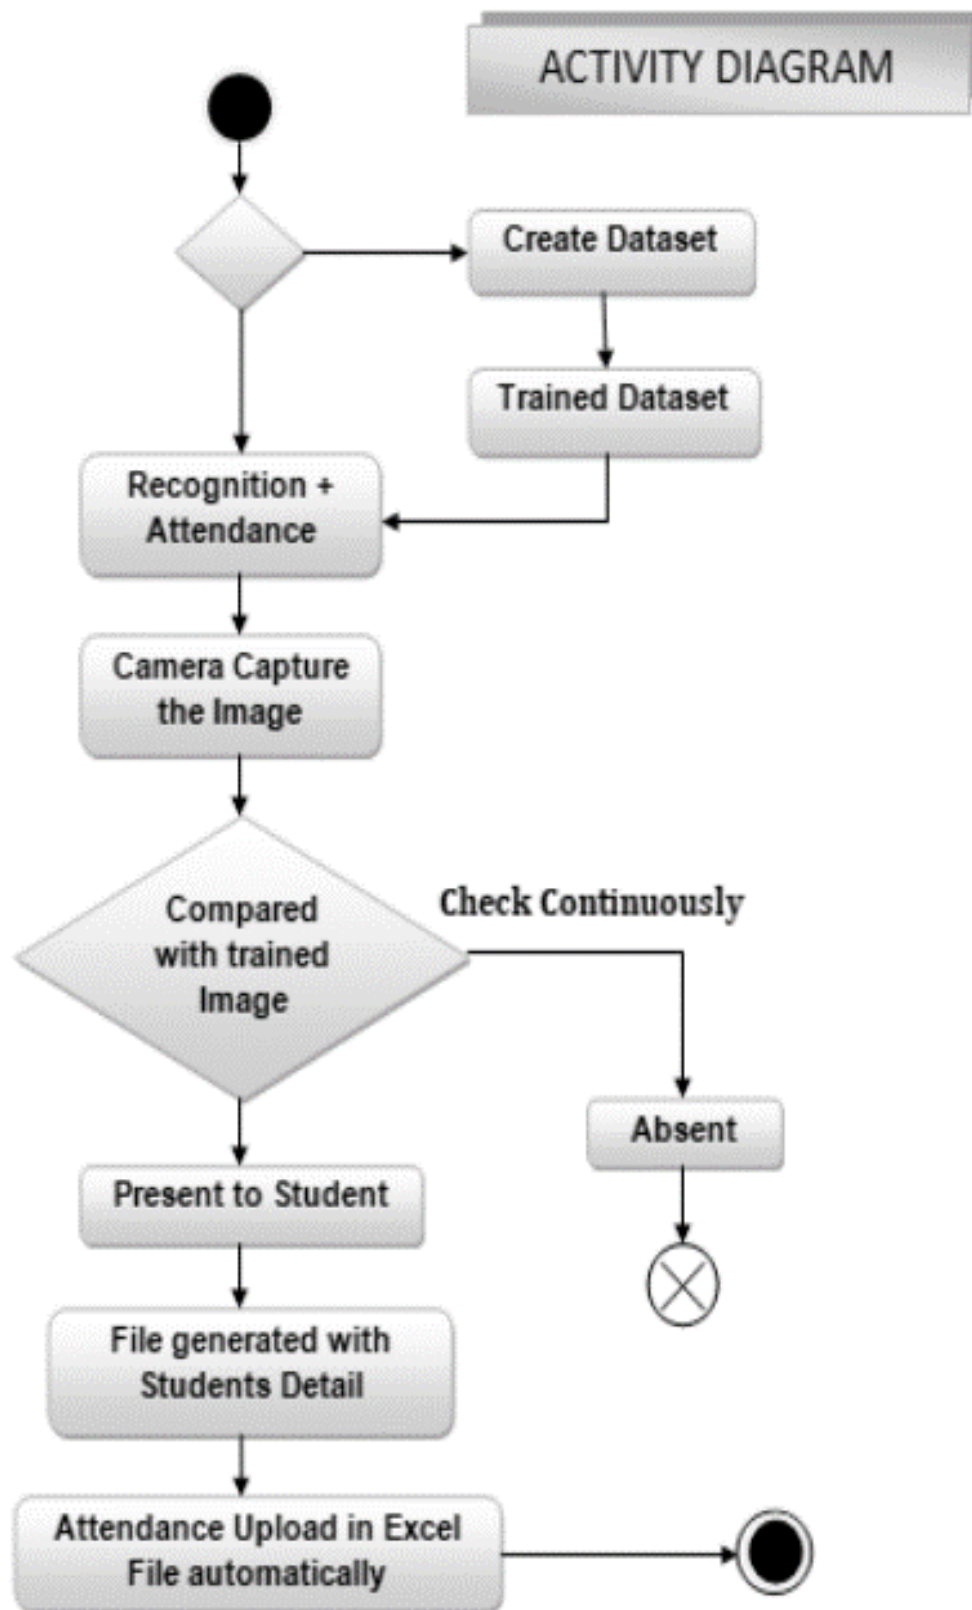 ACTIVITY DIAGRAM
Create Dataset
Trained Dataset
Recognition +
Attendance
Camera Capture
the Image
Compared
with trained
Image
Check Continuously
Absent
Present to Student
File generated with
Students Detail
Attendance Upload in Excel
File automatically